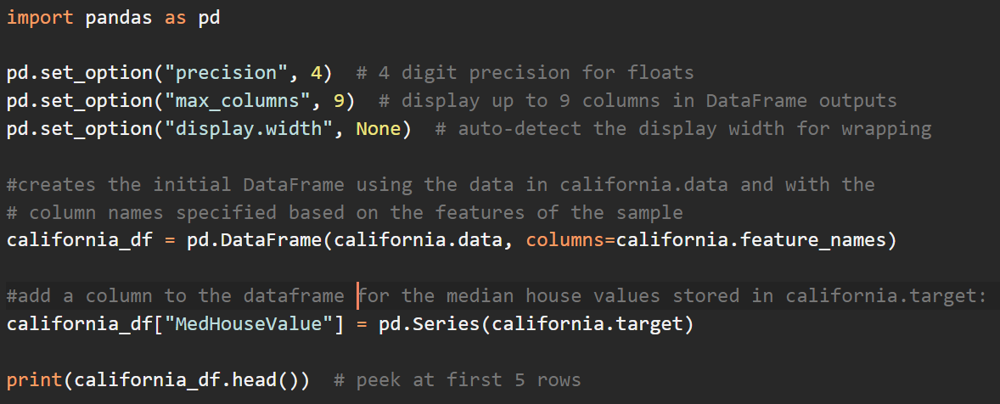 import pandas as pd
pd.set_option("precision", 4)  # 4 digit precision for floats
pd.set_option("max_columns", 9)  # display up to 9 columns in DataFrame outputs
pd.set_option("display.width", None)  # auto-detect the display width for wrapping
#creates the initial DataFrame using the data in california.data and with the
# column names specified based on the features of the sample
california_df = pd.DataFrame(california.data, columns=california.feature_names)
#add a column to the dataframe for the median house values stored in california.target:
california_df["MedHouseValue"] = pd.Series(california.target)
print(california_df.head())  # peek at first 5 rows